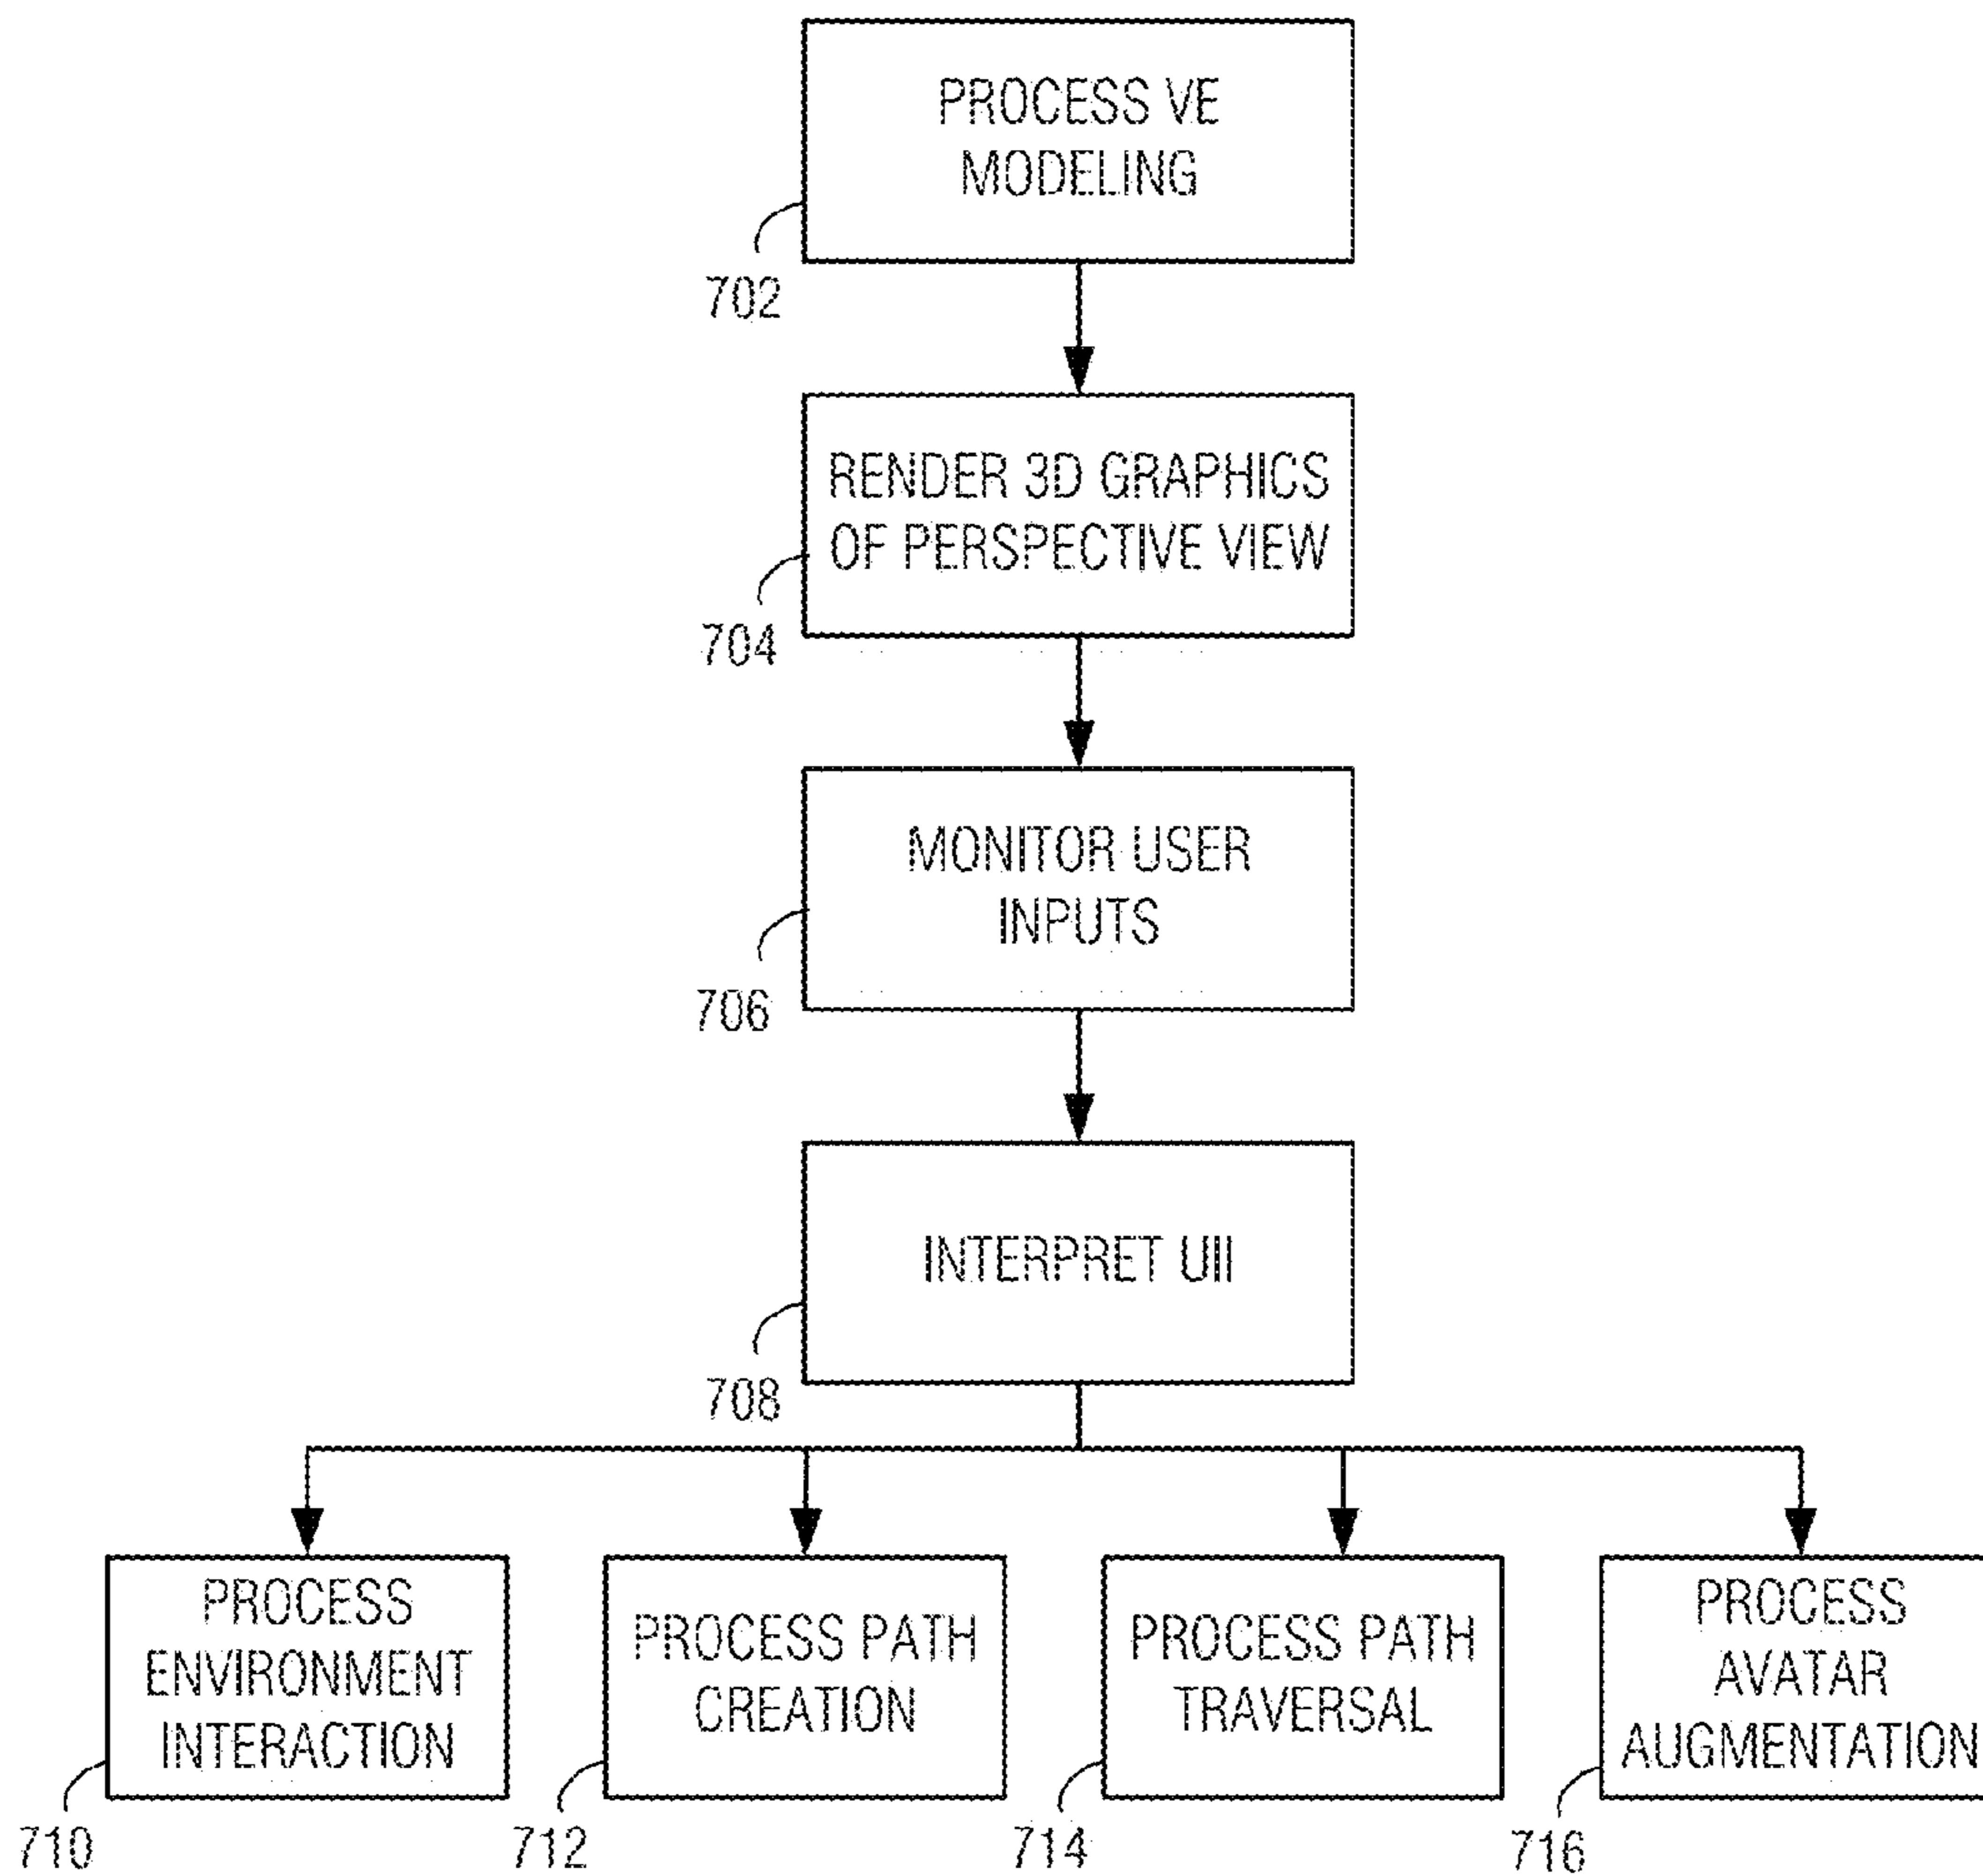 PROCESS VE
MODELING
702
RENDER 3D GRAPHICS
OF PERSPECTIVE VIEW
704
MONITOR USER
INPUTS
706
INTERPRET UII
708
PROCESS
ENVIRONMENT
INTERACTION
710
PROCESS PATH
CREATION
712
PROCESS PATH
TRAVERSAL
714
PROCESS
AVATAR
AUGMENTATION
716